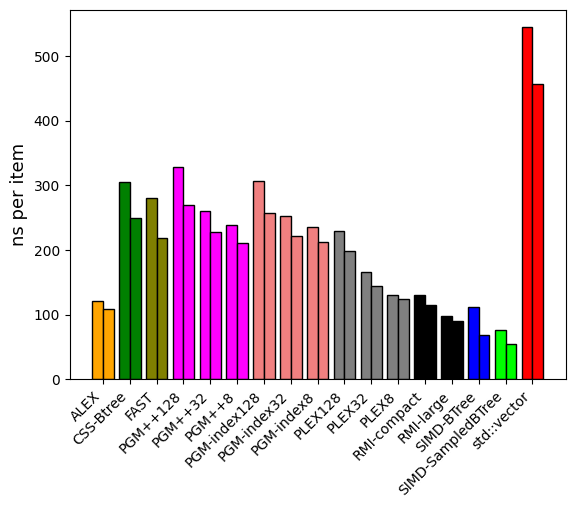 ns per item
500
400
300
200
100
0
ALEX
CSS-Btree
FAST
PGM++128
PGM++32
PGM++8
PGM-index128
PGM-index32
PGM-index8
PLEX128
PLEX32
PLEX8
RMI-compact
RMI-large
SIMD-BTree
SIMD-SampledBTree
std::vector